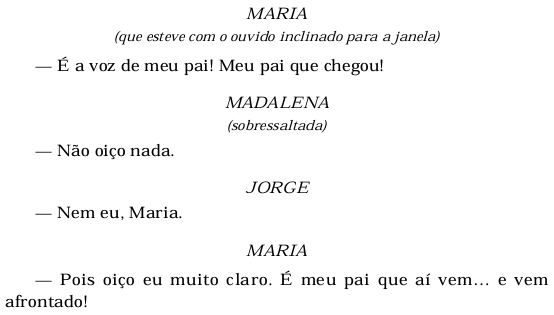 MARIA
(que esteve com o ouvido inclinado para a janela)
— É a voz de meu pai! Meu pai que chegou!
MADALENA
(sobressaltada)
— Não oiço nada.
JORGE
— Nem eu, Maria.
MARIA
— Pois oiço eu muito claro. É meu pai que aí vem... e vem
afrontado!